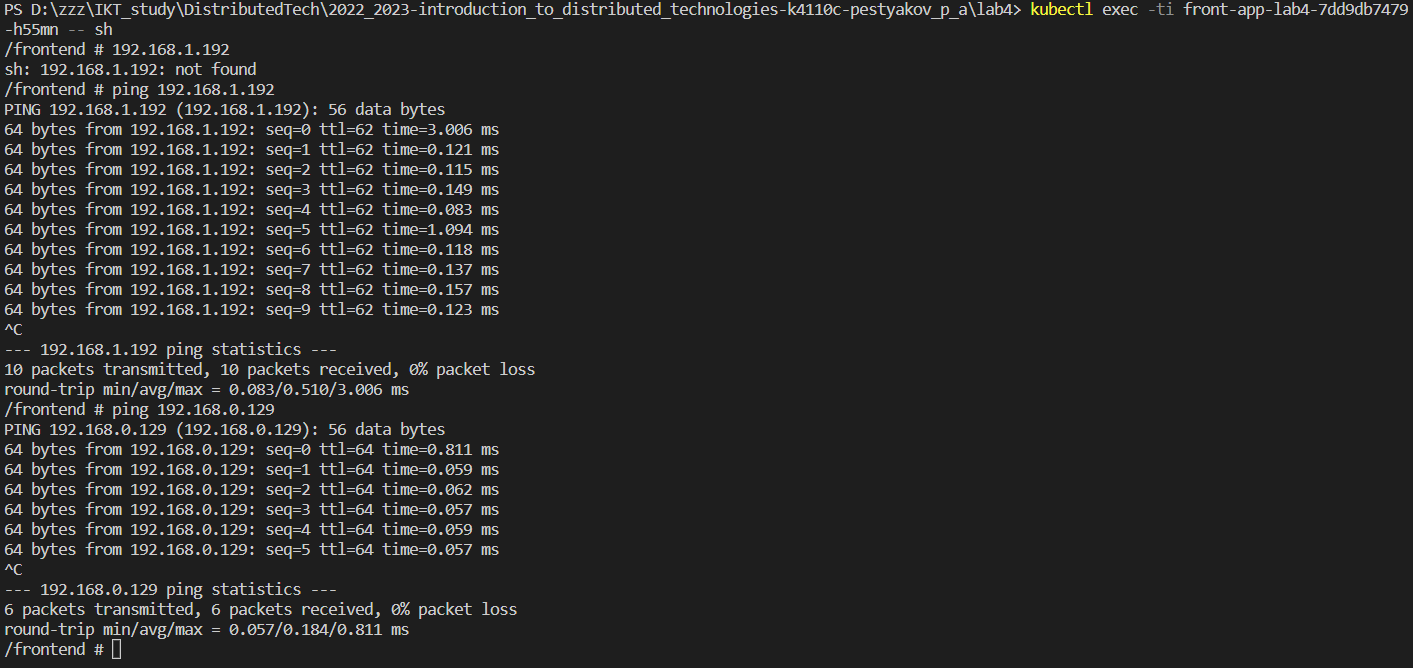 PS D:\zzz\IKT_study\DistributedTech\2022_2023-introduction_to_distributed_technologies-k4110c-pestyakov_p_a\lab4> kubectl exec -ti front-app-lab4-7dd9db7479
-h55mn -- sh
/frontend # 192.168.1.192
sh: 192.168.1.192: not found
/frontend # ping 192.168.1.192
PING 192.168.1.192 (192.168.1.192): 56 data bytes
64 bytes from 192.168.1.192: seq=0 ttl=62 time=3.006 ms
64 bytes from 192.168.1.192: seq=1 ttl=62 time=0.121 ms
64 bytes from 192.168.1.192: seq=2 ttl=62 time=0.115 ms
64 bytes from 192.168.1.192: seq=3 ttl=62 time=0.149 ms
64 bytes from 192.168.1.192: seq=4 ttl=62 time=0.083 ms
64 bytes from 192.168.1.192: seq=5 ttl=62 time=1.094 ms
64 bytes from 192.168.1.192: seq=6 ttl=62 time=0.118 ms
64 bytes from 192.168.1.192: seq=7 ttl=62 time=0.137 ms
64 bytes from 192.168.1.192: seq=8 ttl=62 time=0.157 ms
64 bytes from 192.168.1.192: seq=9 ttl=62 time=0.123 ms
^C
--- 192.168.1.192 ping statistics ---
10 packets transmitted, 10 packets received, 0% packet loss
round-trip min/avg/max = 0.083/0.510/3.006 ms
/frontend # ping 192.168.0.129
PING 192.168.0.129 (192.168.0.129): 56 data bytes
64 bytes from 192.168.0.129: seq=0 ttl=64 time=0.811 ms
64 bytes from 192.168.0.129: seq=1 ttl=64 time=0.059 ms
64 bytes from 192.168.0.129: seq=2 ttl=64 time=0.062 ms
64 bytes from 192.168.0.129: seq=3 ttl=64 time=0.057 ms
64 bytes from 192.168.0.129: seq=4 ttl=64 time=0.059 ms
64 bytes from 192.168.0.129: seq=5 ttl=64 time=0.057 ms
^C
--- 192.168.0.129 ping statistics ---
6 packets transmitted, 6 packets received, 0% packet loss
round-trip min/avg/max = 0.057/0.184/0.811 ms
/frontend #